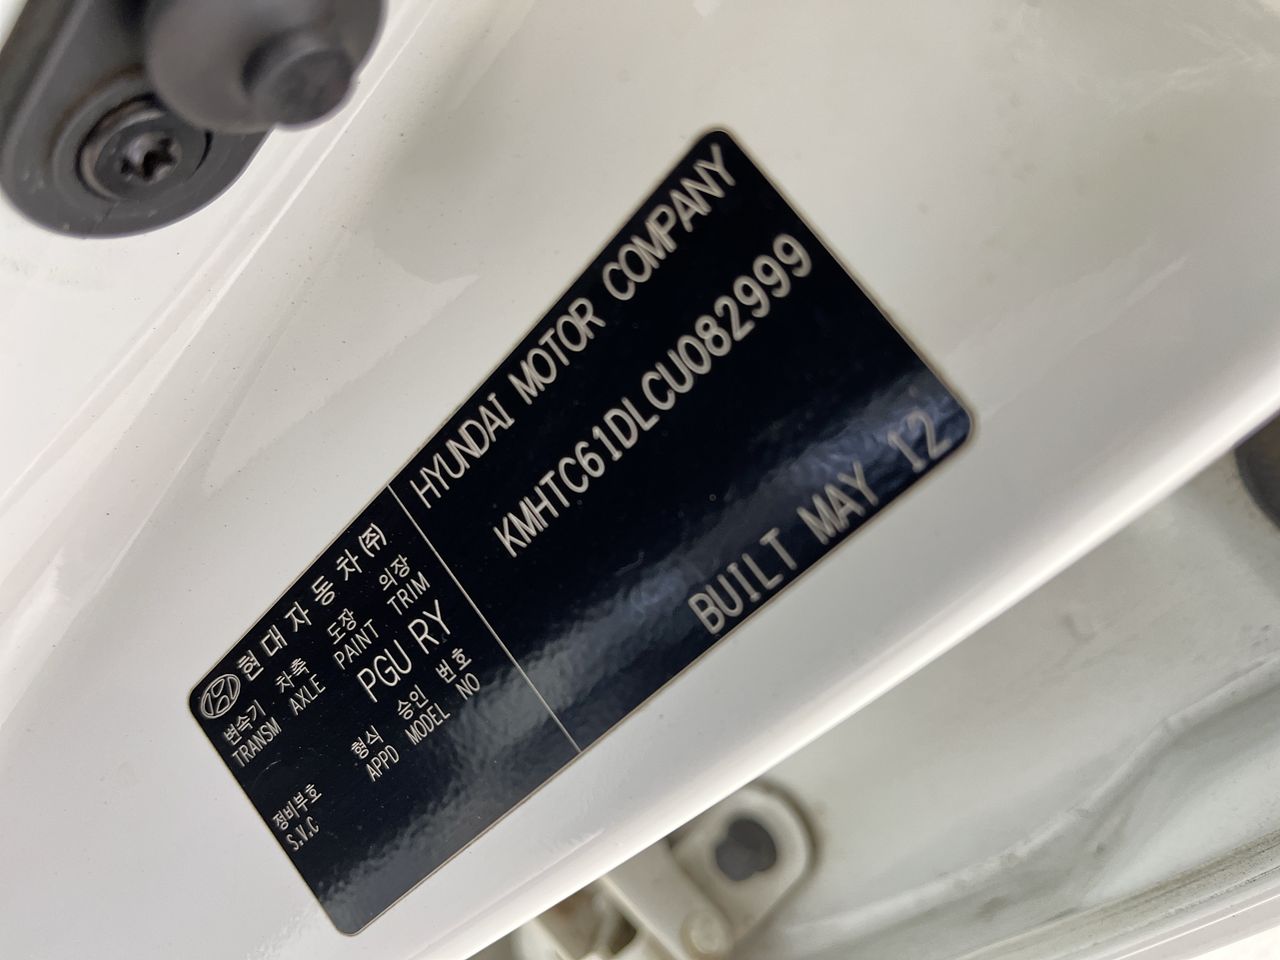 현대자동차(주)
HYUNDAI MOTOR COMPANY
변속기 차축 도장 의장
TRANSM AXLE PAINT TRIM
PGU RY
KMHTC61DLCU082999
형식 승인 번호
APPD MODEL NO
정비부호
S.V.C
BUILT MAY 12